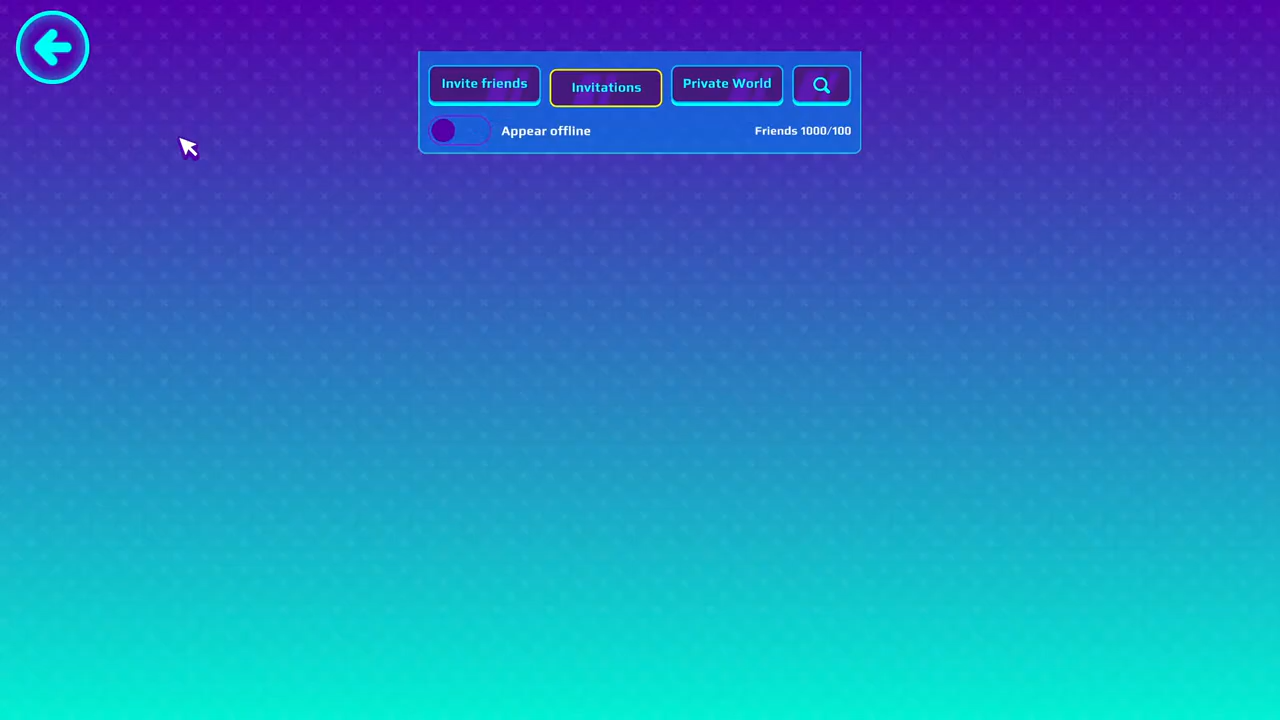 Invite friends
Invitations
Private World
Appear offline
Friends 1000/100